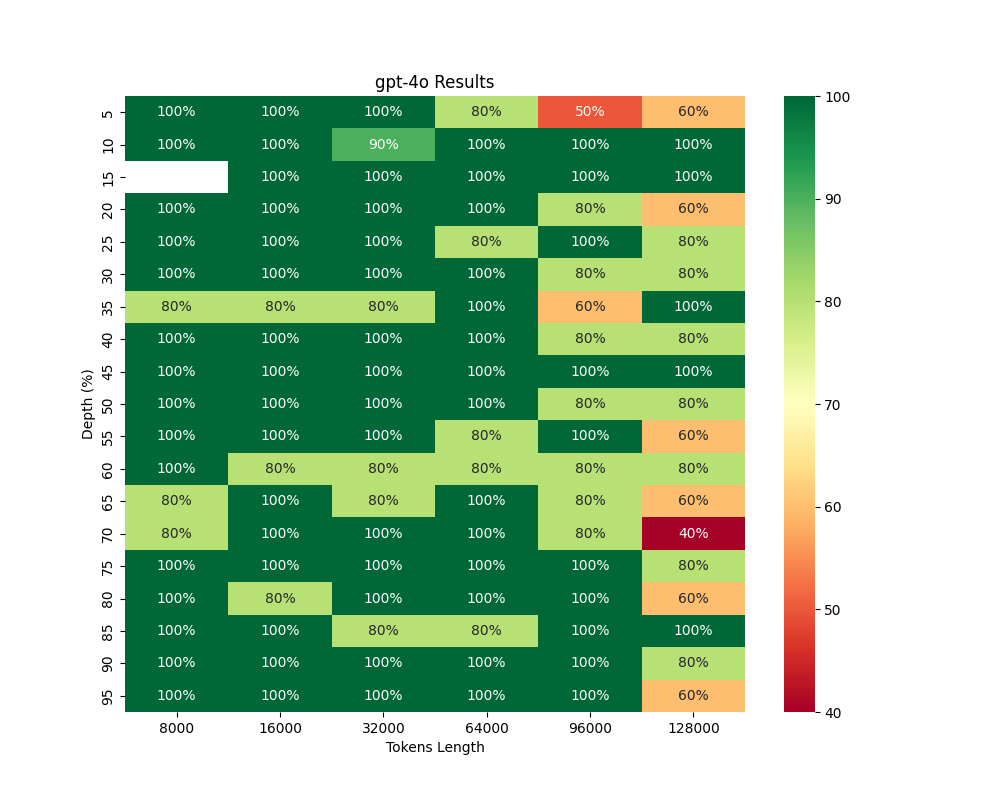 gpt-4o Results
5 100% 100% 100% 80% 50% 60%
10 100% 100% 90% 100% 100% 100%
15 100% 100% 100% 100% 100%
20 100% 100% 100% 100% 80% 60%
25 100% 100% 100% 80% 100% 80%
30 100% 100% 100% 100% 80% 80%
35 80% 80% 80% 100% 60% 100%
40 100% 100% 100% 100% 80% 80%
45 100% 100% 100% 100% 100% 100%
50 100% 100% 100% 100% 80% 80%
55 100% 100% 100% 80% 100% 60%
60 100% 80% 80% 80% 80% 80%
65 80% 100% 80% 100% 80% 60%
70 80% 100% 100% 100% 80% 40%
75 100% 100% 100% 100% 100% 80%
80 100% 80% 100% 100% 100% 60%
85 100% 100% 80% 80% 100% 100%
90 100% 100% 100% 100% 100% 80%
95 100% 100% 100% 100% 100% 60%
8000 16000 32000 64000 96000 128000
Tokens Length
Depth (%)
100
90
80
70
60
50
40